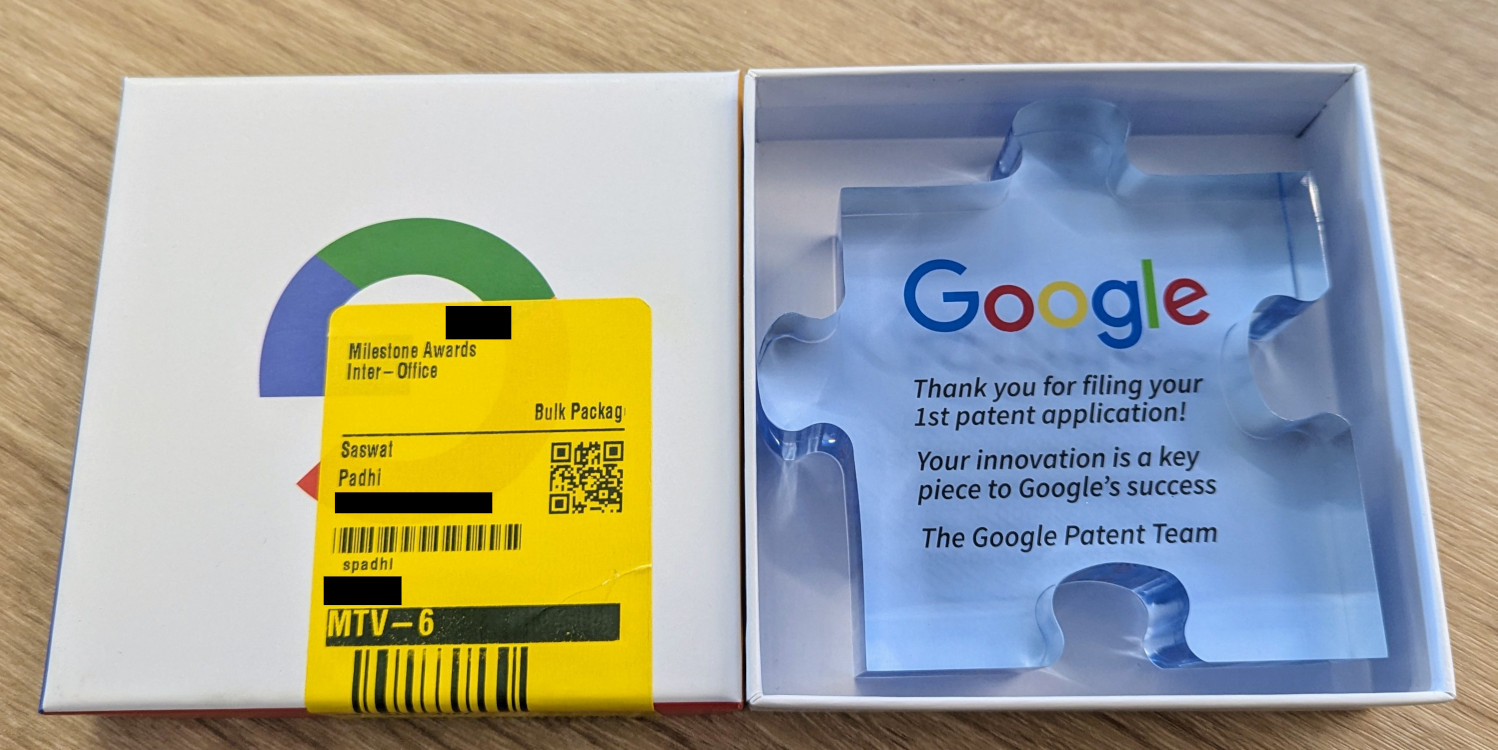 Milestone Awards
Inter-Office
Bulk Packag
Saswat
Padhi
spadhi
MTV-6
Google
Thank you for filing your
1st patent application!
Your innovation is a key
piece to Google's success
The Google Patent Team